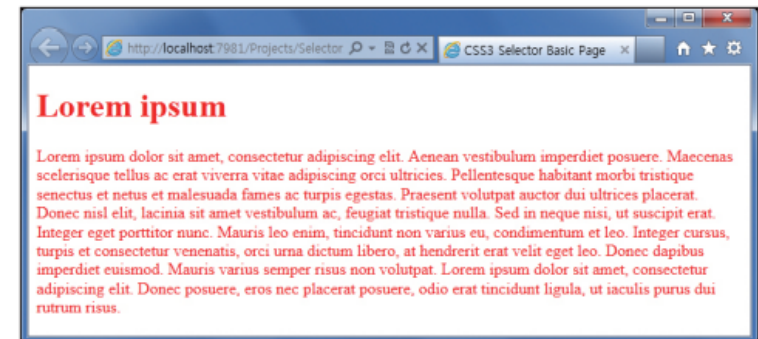 http://localhost:7981/Projects/Selector
CSS3 Selector Basic Page
Lorem ipsum
Lorem ipsum dolor sit amet, consectetur adipiscing elit. Aenean vestibulum imperdiet posuere. Maecenas
scelerisque tellus ac erat viverra vitae adipiscing orci ultricies. Pellentesque habitant morbi tristique
senectus et netus et malesuada fames ac turpis egestas. Praesent volutpat auctor dui ultrices placerat.
Donec nisl elit, lacinia sit amet vestibulum ac, feugiat tristique nulla. Sed in neque nisi, ut suscipit erat.
Integer eget porttitor nunc. Mauris leo enim, tincidunt non varius eu, condimentum et leo. Integer cursus,
turpis et consectetur venenatis, orci urna dictum libero, at hendrerit erat velit eget leo. Donec dapibus
imperdiet euismod. Mauris varius semper risus non volutpat. Lorem ipsum dolor sit amet, consectetur
adipiscing elit. Donec posuere, eros nec placerat posuere, odio erat tincidunt ligula, ut iaculis purus dui
rutrum risus.